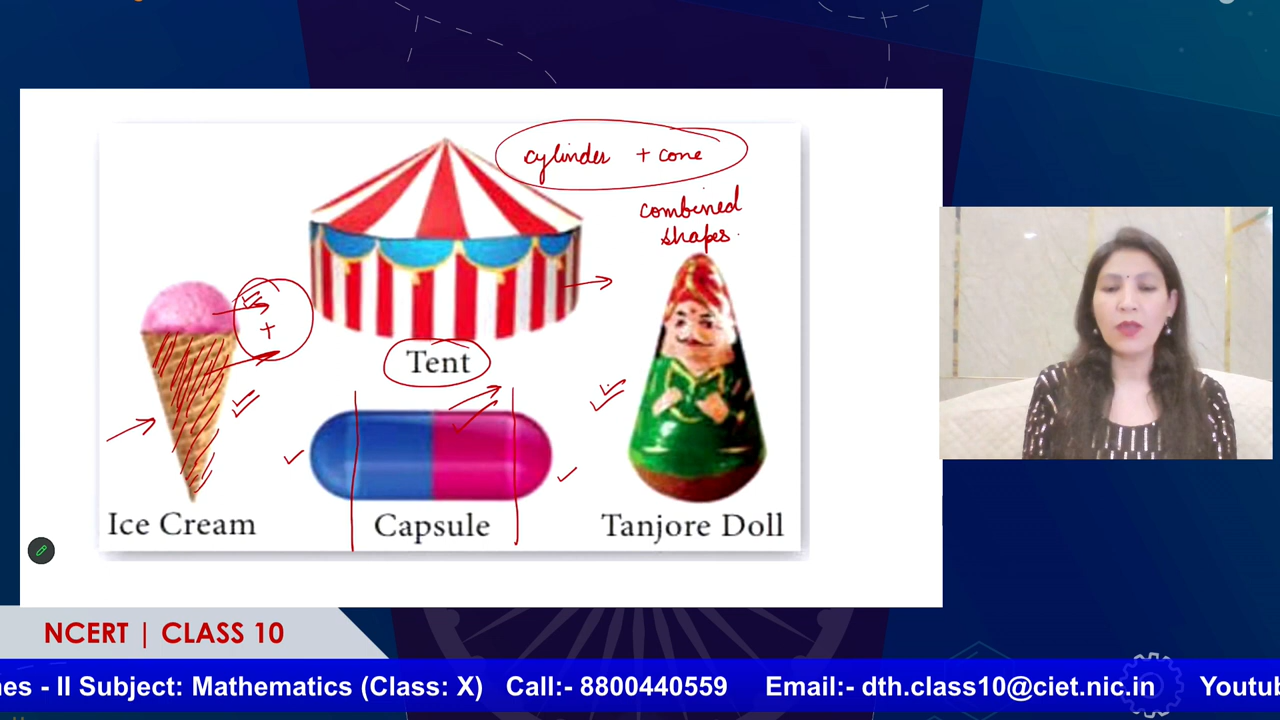 cylinder + cone
combined
shapes
+
Tent
Ice Cream
Capsule
Tanjore Doll
NCERT | CLASS 10
es - II Subject: Mathematics (Class: X) Call:- 8800440559 Email:- dth.class10@ciet.nic.in Youtu